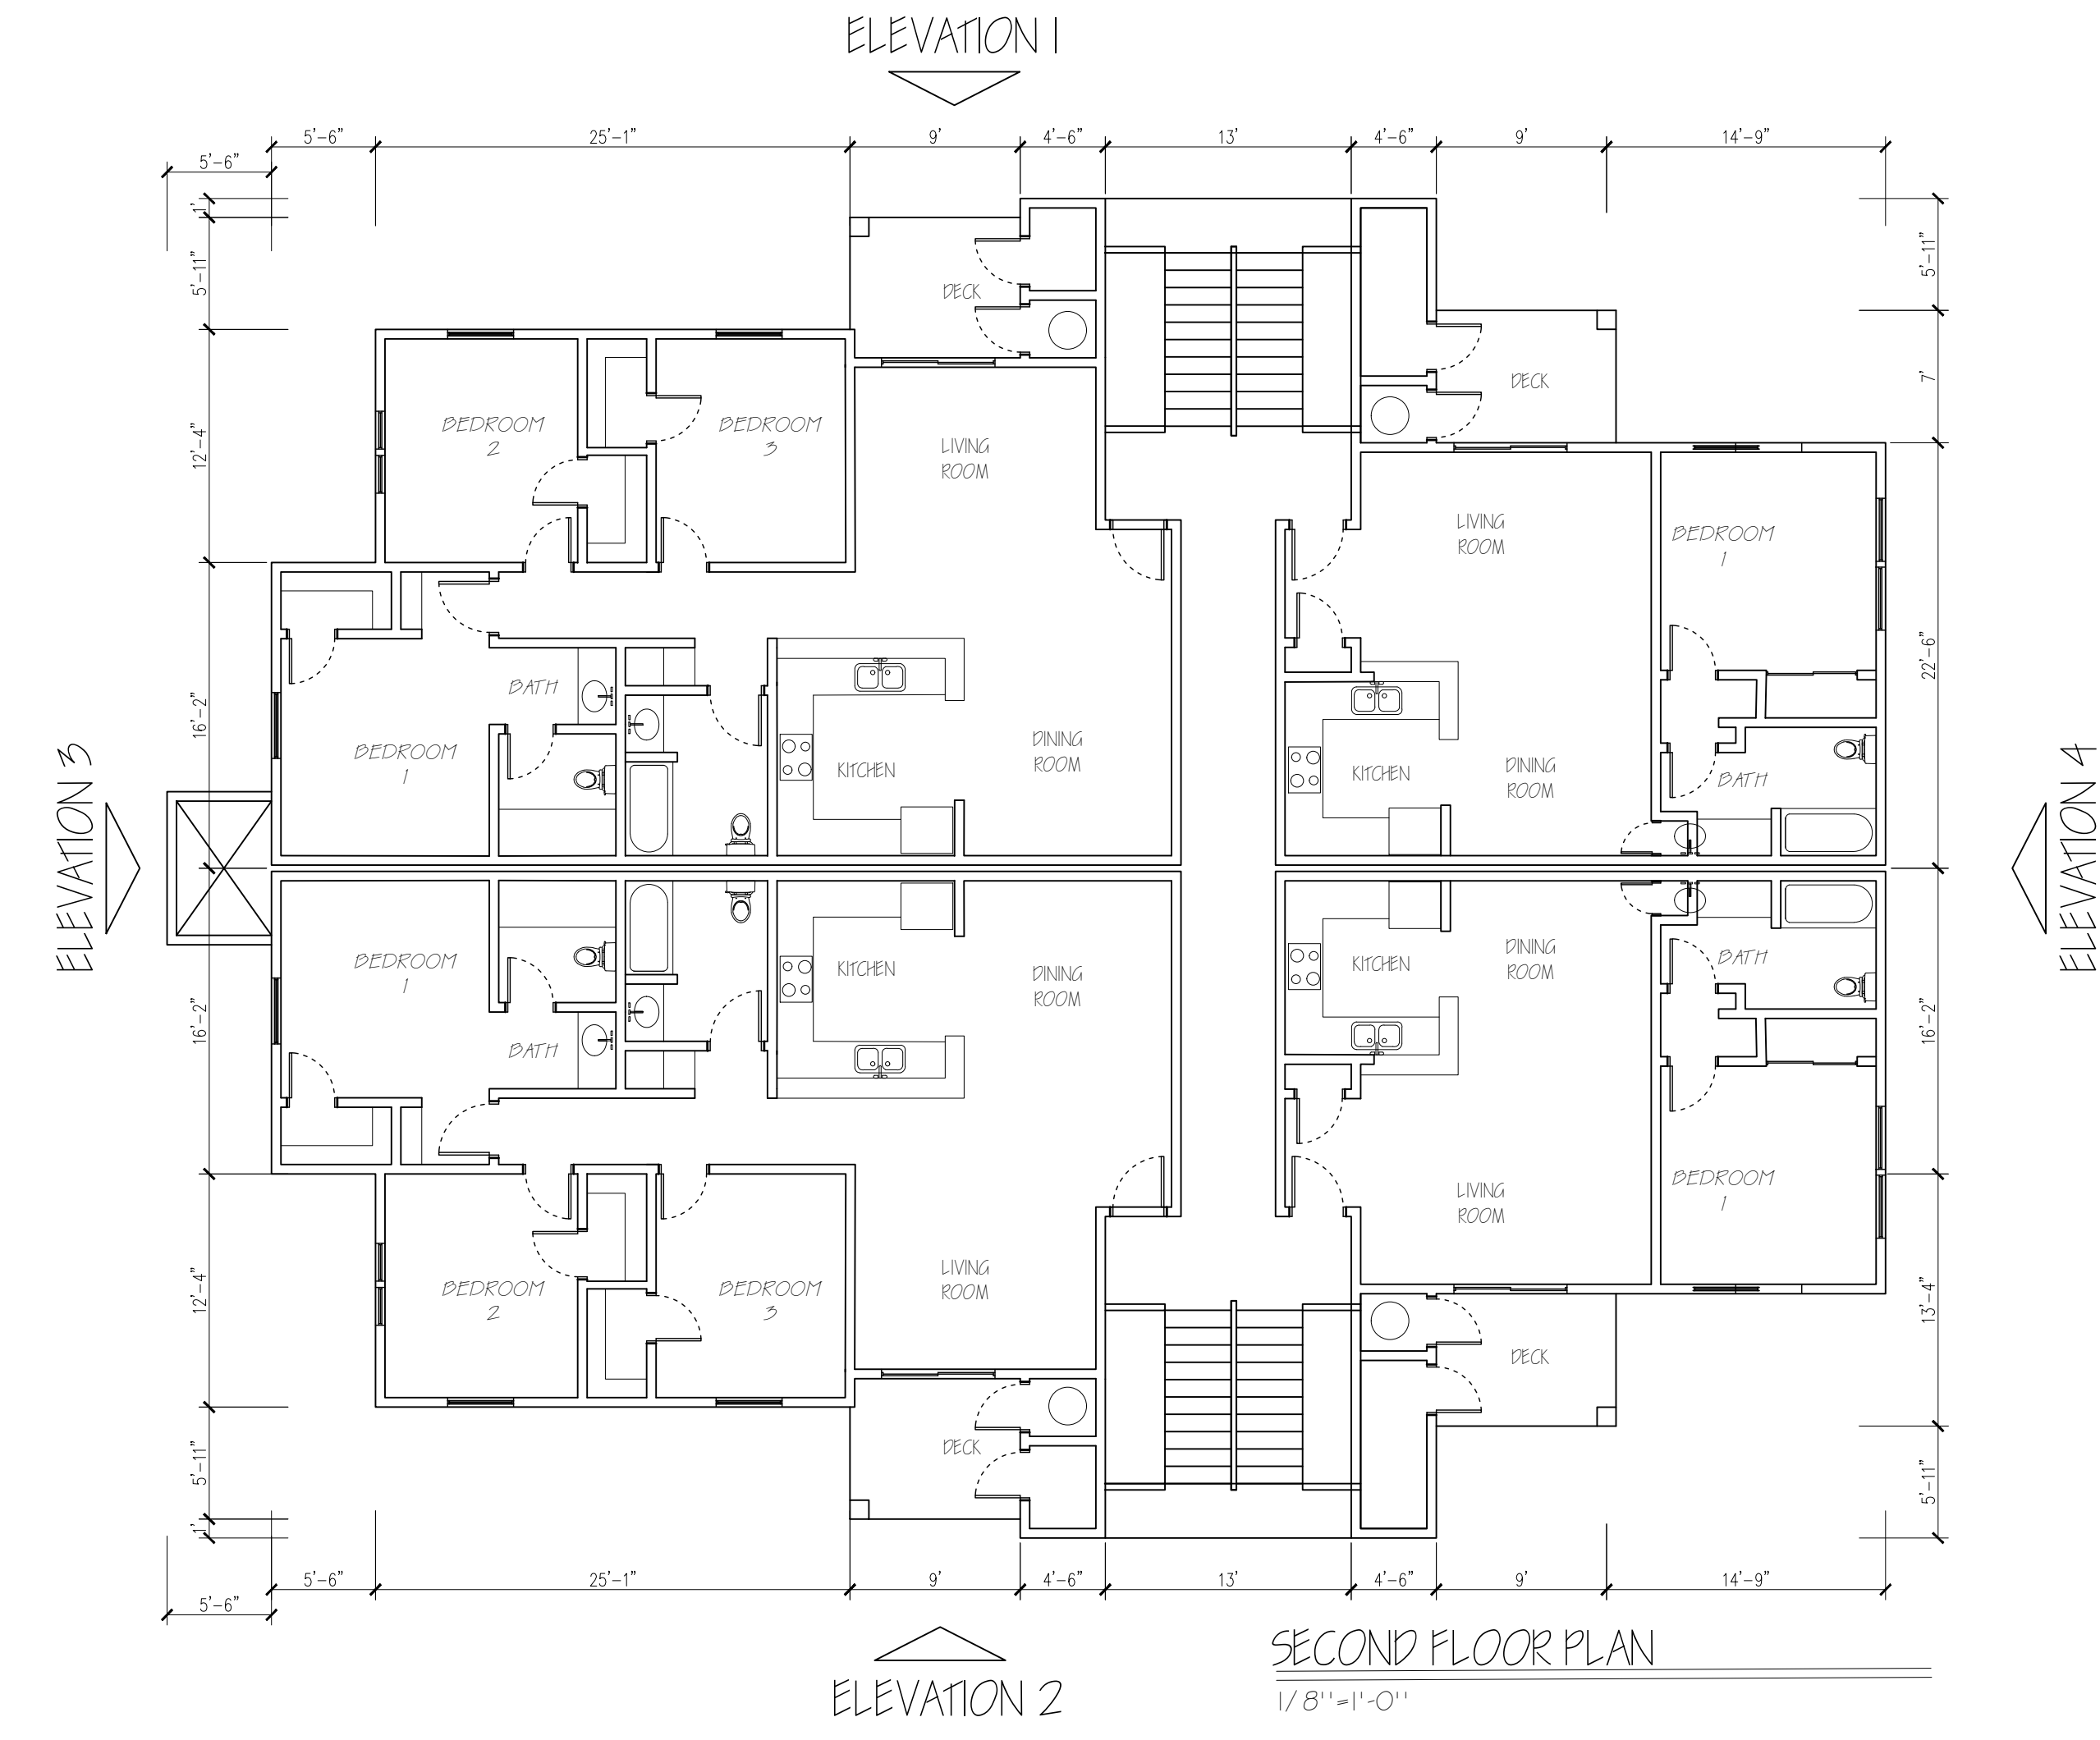 ELEVATION 1
5'-6" 25'-1" 9' 4'-6" 13' 4'-6" 9' 14'-9"
5'-6"
1'
5'-11"
5'-11"
DECK
7'
DECK
12'-4"
BEDROOM
2
BEDROOM
3
LIVING
ROOM
LIVING
ROOM
BEDROOM
1
22'-6"
16'-2"
BATH
BEDROOM
1
KITCHEN
DINING
ROOM
KITCHEN
DINING
ROOM
BATH
ELEVATION 3
ELEVATION 4
BEDROOM
1
KITCHEN
DINING
ROOM
KITCHEN
DINING
ROOM
BATH
16'-2"
BATH
16'-2"
BEDROOM
1
LIVING
ROOM
12'-4"
BEDROOM
2
BEDROOM
3
LIVING
ROOM
13'-4"
DECK
5'-11"
DECK
5'-11"
1'
5'-6" 25'-1" 9' 4'-6" 13' 4'-6" 9' 14'-9"
5'-6"
ELEVATION 2
SECOND FLOOR PLAN
1/8''=1'-0''